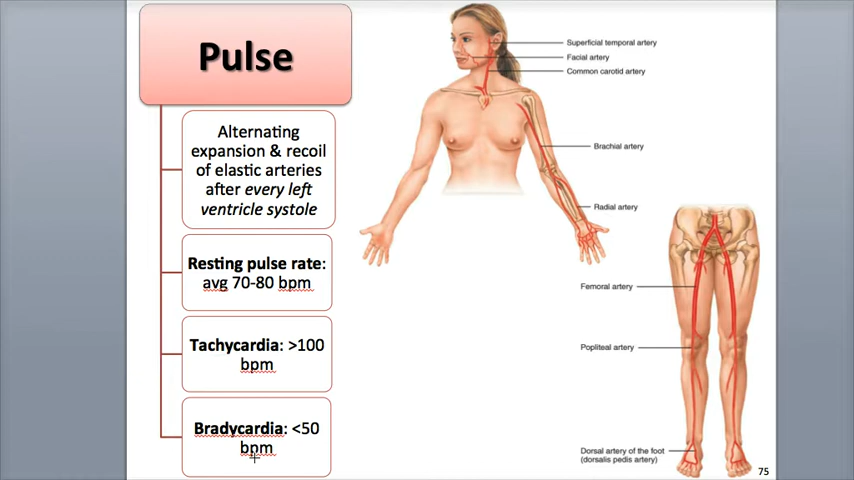 Pulse
Alternating
expansion & recoil
of elastic arteries
after every left
ventricle systole
Resting pulse rate:
avg 70-80 bpm
Tachycardia: >100
bpm
Bradycardia: <50
bpm
Superficial temporal artery
Facial artery
Common carotid artery
Brachial artery
Radial artery
Femoral artery
Popliteal artery
Dorsal artery of the foot
(dorsalis pedis artery)
75